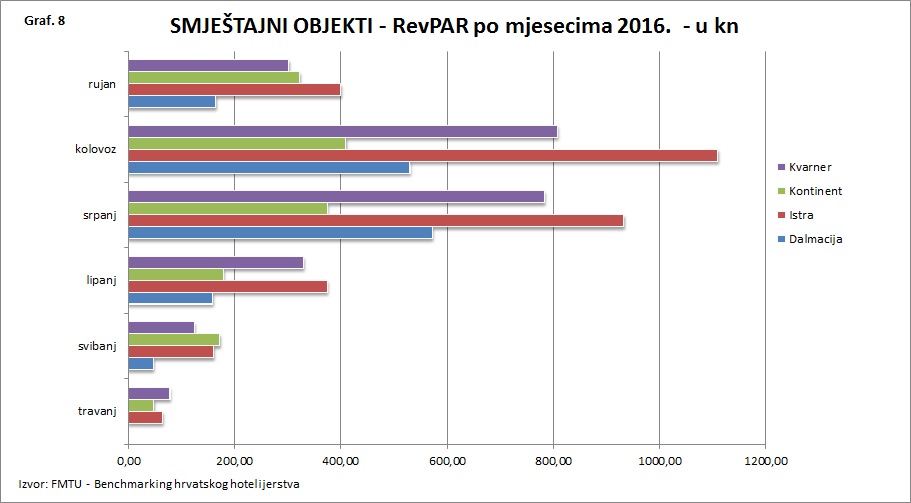 Graf. 8
SMJEŠTAJNI OBJEKTI - RevPAR po mjesecima 2016. - u kn
rujan
kolovoz
srpanj
lipanj
svibanj
travanj
Kvarner
Kontinent
Istra
Dalmacija
0,00 200,00 400,00 600,00 800,00 1000,00 1200,00
Izvor: FMTU - Benchmarking hrvatskog hotelijerstva